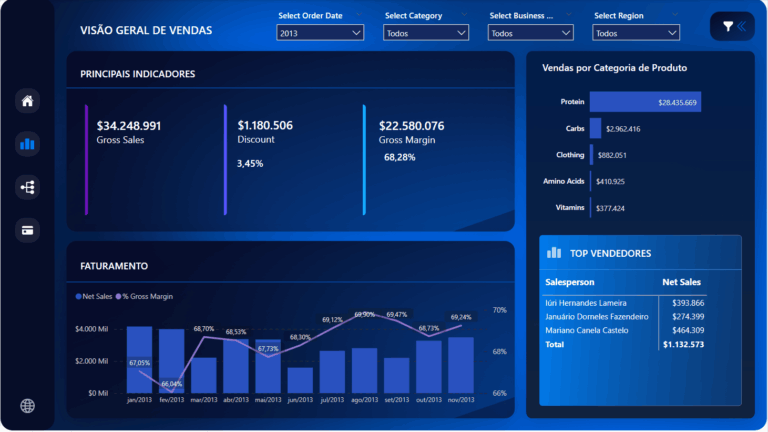 VISÃO GERAL DE VENDAS
Select Order Date
2013
Select Category
Todos
Select Business ...
Todos
Select Region
Todos
PRINCIPAIS INDICADORES
$34.248.991
Gross Sales
$1.180.506
Discount
3,45%
$22.580.076
Gross Margin
68,28%
Vendas por Categoria de Produto
Protein $28.435.669
Carbs $2.962.416
Clothing $882.051
Amino Acids $410.925
Vitamins $377.424
FATURAMENTO
Net Sales % Gross Margin
$4.000 Mil
$2.000 Mil
$0 Mil
67,05%
66,04%
68,70%
68,53%
67,73%
68,30%
69,12%
69,90%
69,47%
68,73%
69,24%
70%
68%
66%
jan/2013 fev/2013 mar/2013 abr/2013 mai/2013 jun/2013 jul/2013 ago/2013 set/2013 out/2013 nov/2013
TOP VENDEDORES
Salesperson Net Sales
Iúri Hernandes Lameira $393.866
Januário Dorneles Fazendeiro $274.399
Mariano Canela Castelo $464.309
Total $1.132.573